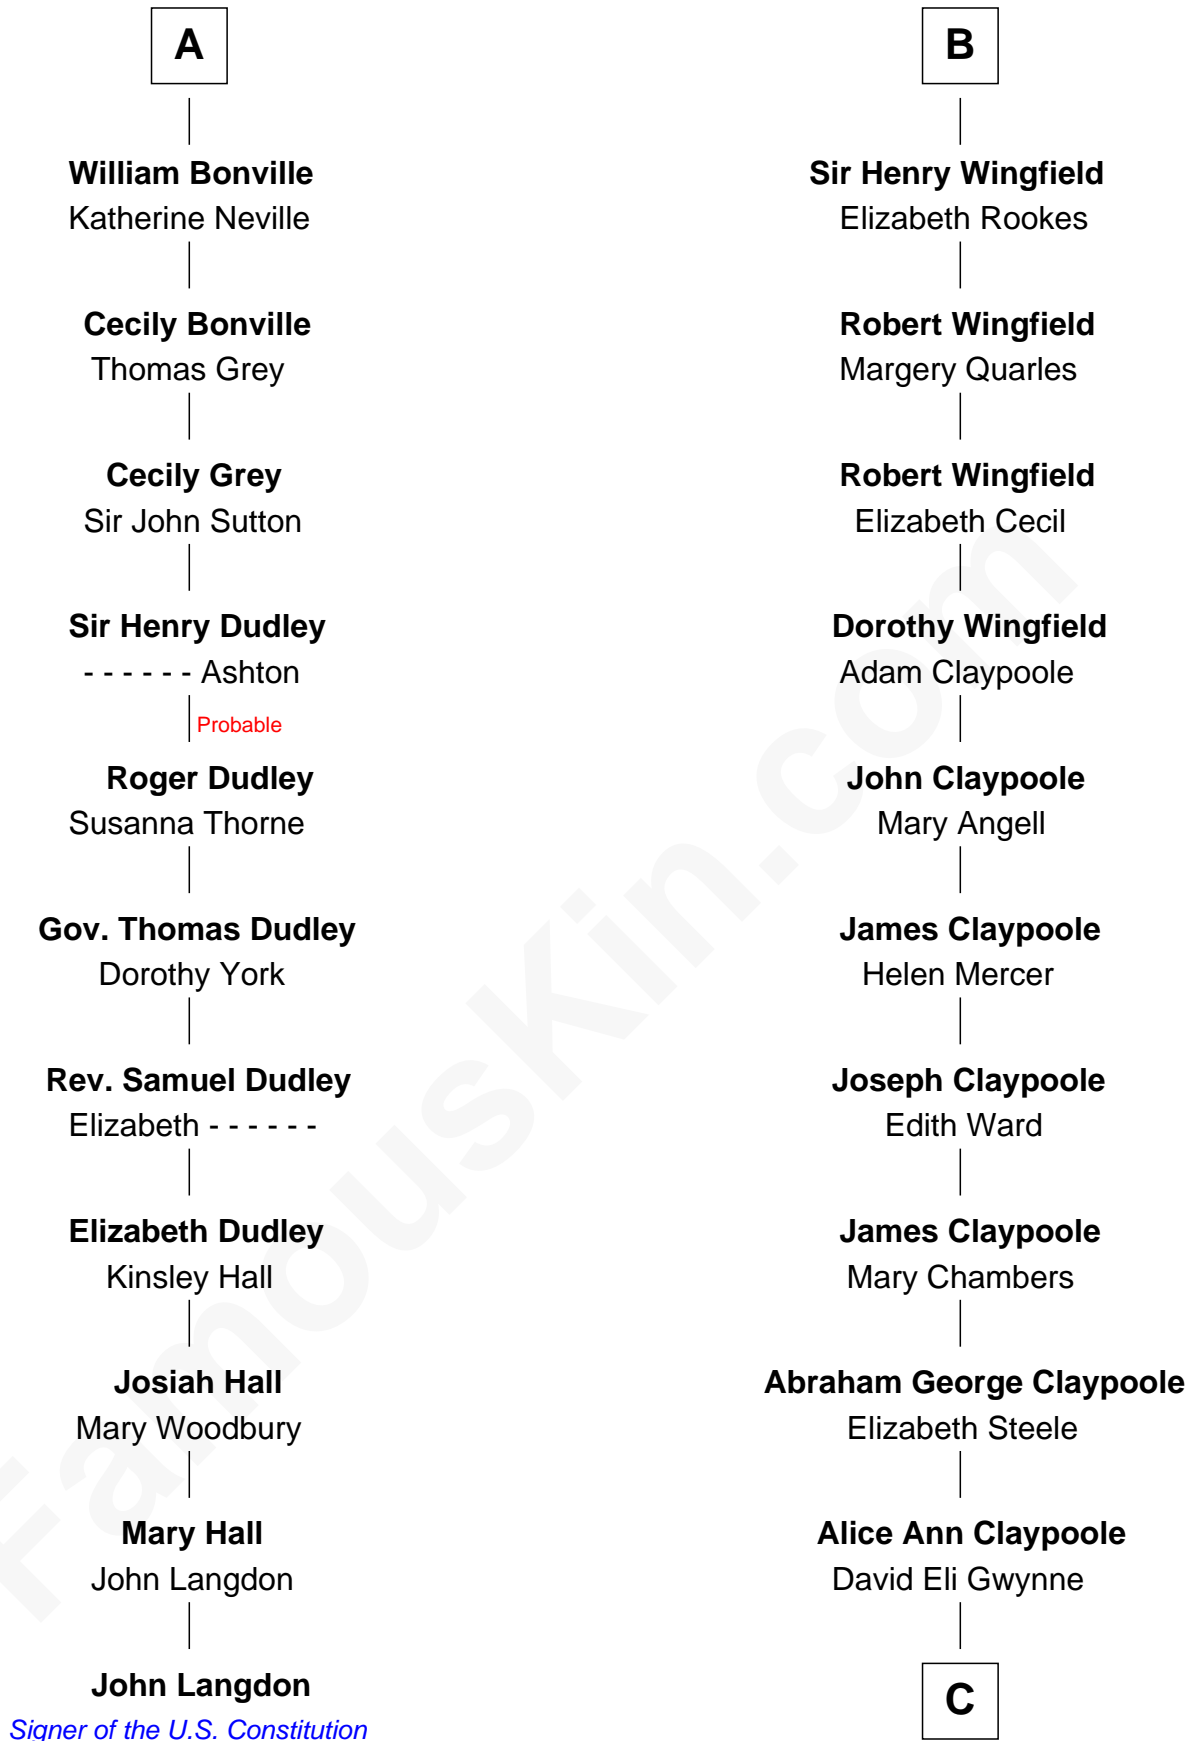 A
William Bonville
Katherine Neville
Cecily Bonville
Thomas Grey
Cecily Grey
Sir John Sutton
Sir Henry Dudley
- - - - - - Ashton
Probable
Roger Dudley
Susanna Thorne
Gov. Thomas Dudley
Dorothy York
Rev. Samuel Dudley
Elizabeth - - - - - -
Elizabeth Dudley
Kinsley Hall
Josiah Hall
Mary Woodbury
Mary Hall
John Langdon
John Langdon
Signer of the U.S. Constitution
B
Sir Henry Wingfield
Elizabeth Rookes
Robert Wingfield
Margery Quarles
Robert Wingfield
Elizabeth Cecil
Dorothy Wingfield
Adam Claypoole
John Claypoole
Mary Angell
James Claypoole
Helen Mercer
Joseph Claypoole
Edith Ward
James Claypoole
Mary Chambers
Abraham George Claypoole
Elizabeth Steele
Alice Ann Claypoole
David Eli Gwynne
C
FamousKin.com